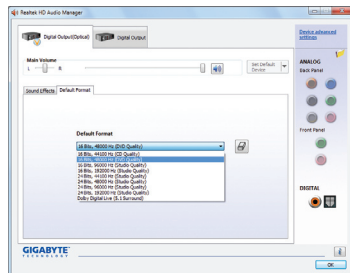 Realtek HD Audio Manager
Digital Output(Optical)
Digital Output
Device advanced settings
Main Volume
L
R
Set Default Device
ANALOG
Back Panel
Sound Effects
Default Format
Default Format
16 Bits, 48000 Hz (DVD Quality)
16 Bits, 44100 Hz (CD Quality)
16 Bits, 48000 Hz (DVD Quality)
16 Bits, 96000 Hz (Studio Quality)
16 Bits, 192000 Hz (Studio Quality)
24 Bits, 44100 Hz (Studio Quality)
24 Bits, 48000 Hz (Studio Quality)
24 Bits, 96000 Hz (Studio Quality)
24 Bits, 192000 Hz (Studio Quality)
Dolby Digital Live (5.1 Surround)
Front Panel
DIGITAL
GIGABYTE
TECHNOLOGY
OK